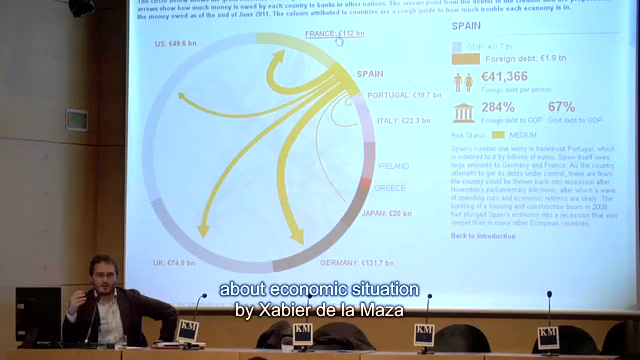 arrows show how much money is owed by each country to banks in other nations. The arrows point from the debtor to the creditor and are
the money owed as of the end of June 2011. The colours attributed to countries are a rough guide to how much trouble each economy is in.
FRANCE: €112 bn
US: €49.6 bn
SPAIN
PORTUGAL: €19.7 bn
ITALY: €22.3 bn
IRELAND
GREECE
JAPAN: €20 bn
GERMANY: €131.7 bn
UK: €74.9 bn
SPAIN
GDP: €0.7 tn
Foreign debt: €1.9 tn
€41,366
Foreign debt per person
284%
Foreign debt to GDP
67%
Govt debt to GDP
Risk Status: MEDIUM
Spain's number one worry is bailed-out Portugal, which
is indebted to it by billions of euros. Spain itself owes
large amounts to Germany and France. As the country
attempts to get its debts under control, there are fears
the country could be thrown back into recession after
November's parliamentary elections, after which a wave
of spending cuts and economic reforms are likely. The
bursting of a housing and construction boom in 2008
had plunged Spain's economy into a recession that was
deeper than in many other European countries.
Back to introduction
about economic situation
by Xabier de la Maza
KM
KM
KM
KM